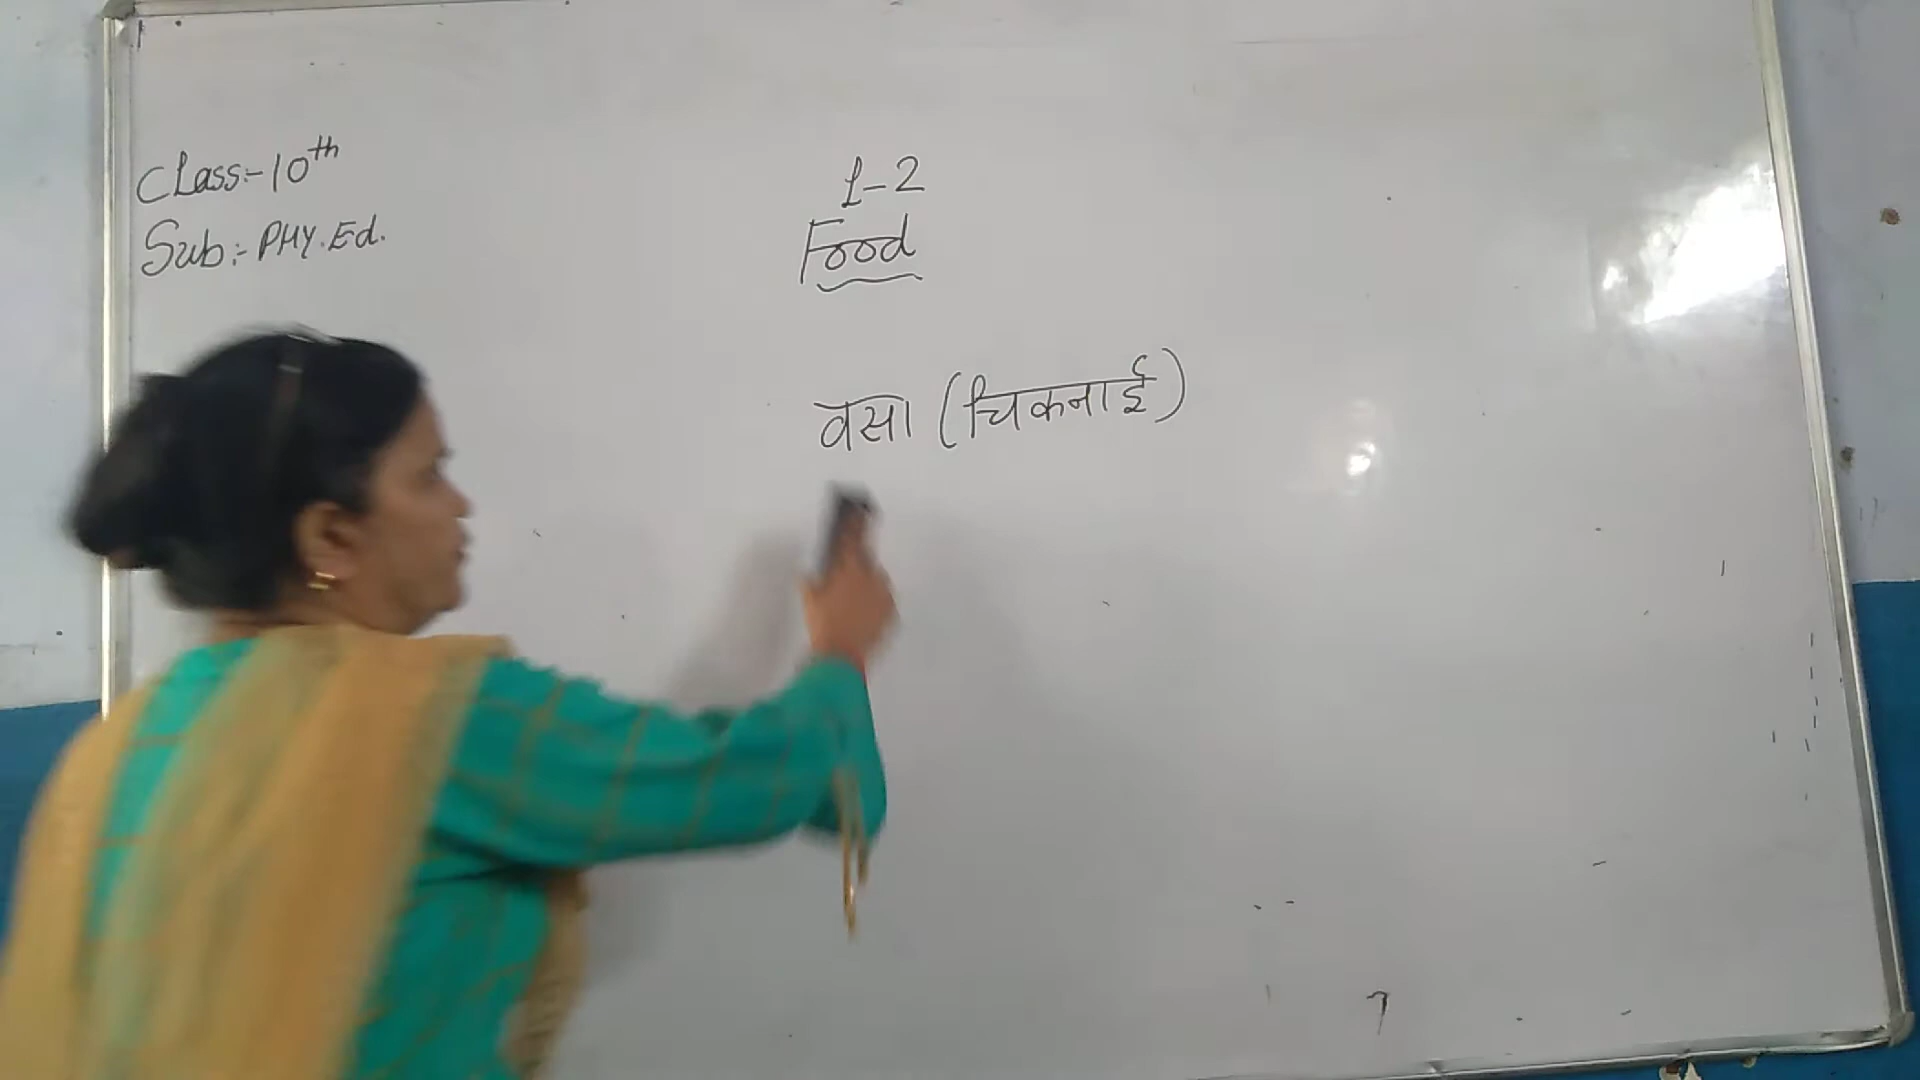 Class:- 10th
Sub:- PHY.Ed.
L-2
Food
वसा (चिकनाई)